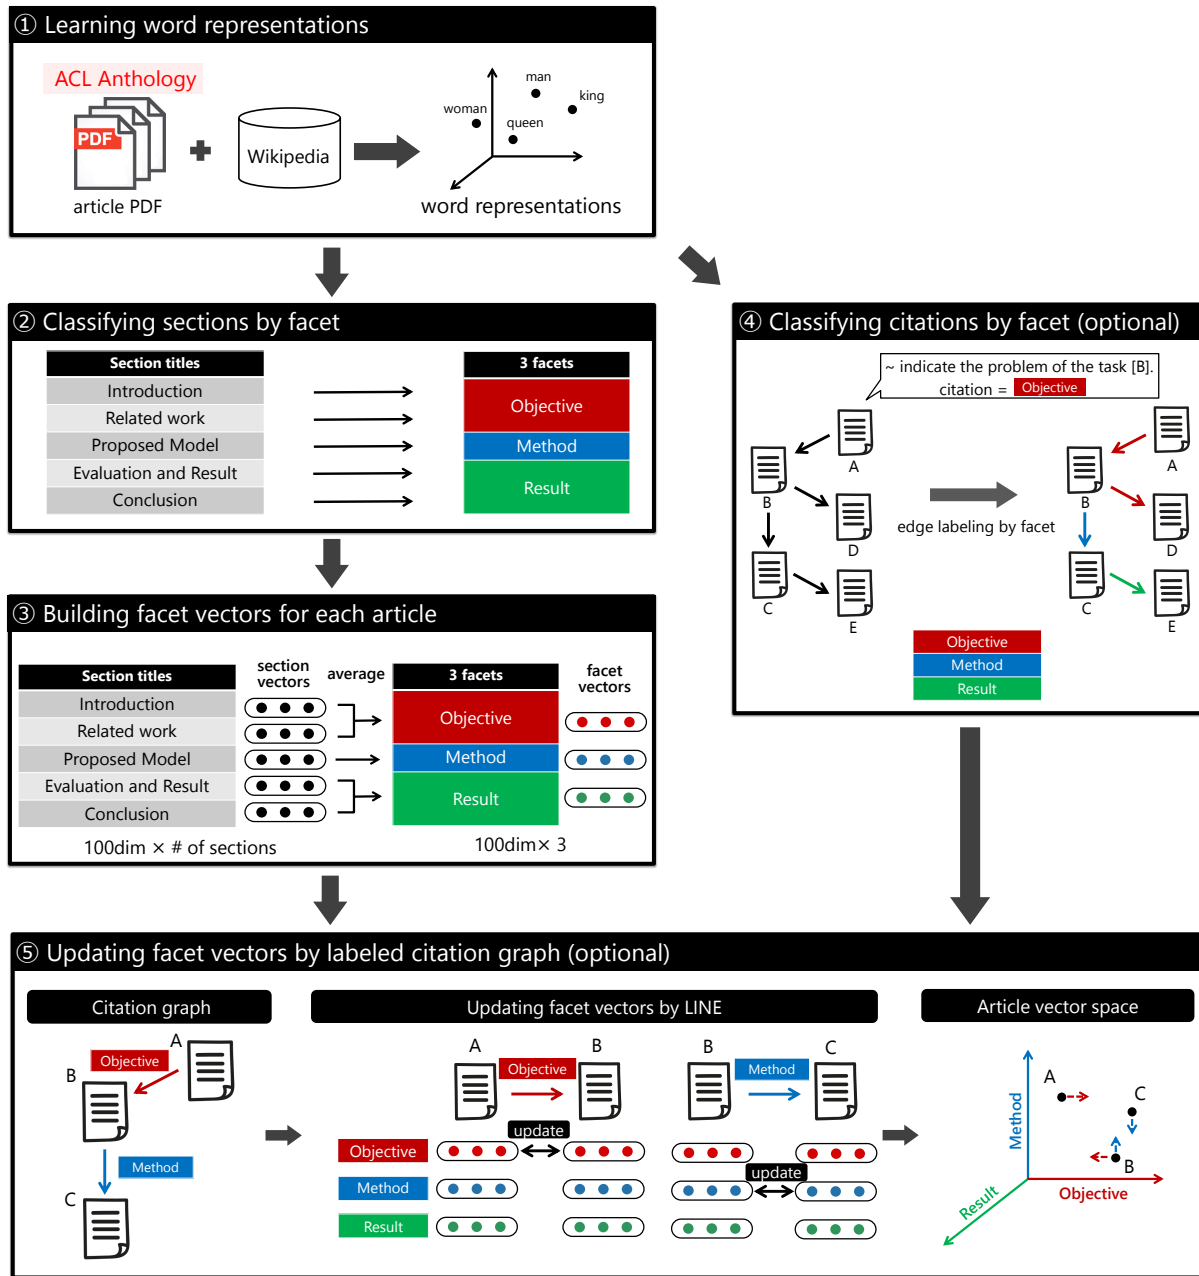 ① Learning word representations
ACL Anthology
PDF
article PDF
Wikipedia
man
king
woman
queen
word representations
② Classifying sections by facet
Section titles
Introduction
Related work
Proposed Model
Evaluation and Result
Conclusion
3 facets
Objective
Method
Result
④ Classifying citations by facet (optional)
~ indicate the problem of the task [B].
citation = Objective
A
B
D
C
E
edge labeling by facet
A
B
D
C
E
Objective
Method
Result
③ Building facet vectors for each article
Section titles
Introduction
Related work
Proposed Model
Evaluation and Result
Conclusion
section
vectors
average
3 facets
Objective
Method
Result
facet
vectors
100dim × # of sections
100dim× 3
⑤ Updating facet vectors by labeled citation graph (optional)
Citation graph
A
Objective
B
Method
C
Updating facet vectors by LINE
A
Objective
B
B
Method
C
update
Objective
update
Method
Result
Article vector space
Method
A
C
B
Objective
Result